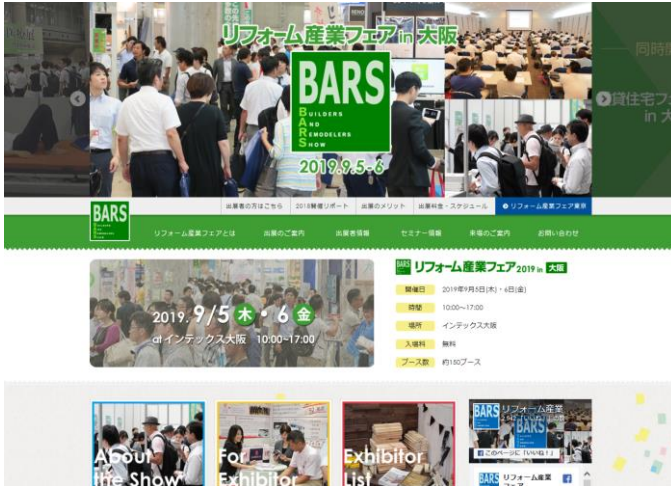 リフォーム産業フェア in 大阪
BARS
BUILDERS
AND
REMODELERS
SHOW
2019.9.5-6
同時開
貸住宅フ
in 大
出展者の方はこちら 2018開催リポート 出展のメリット 出展料金・スケジュール リフォーム産業フェア東京
BARS
リフォーム産業フェアとは 出展のご案内 出展者情報 セミナー情報 来場のご案内 お問い合わせ
2019. 9/5 木・6 金
at インテックス大阪 10:00~17:00
BARS リフォーム産業フェア2019 in 大阪
開催日 2019年9月5日(木)・6日(金)
時間 10:00~17:00
場所 インテックス大阪
入場料 無料
ブース数 約150ブース
About
the Show
For
Exhibitor
Exhibitor
List
BARS リフォーム産業
BARS
このページに「いいね！」
BARS リフォーム産業
フェア